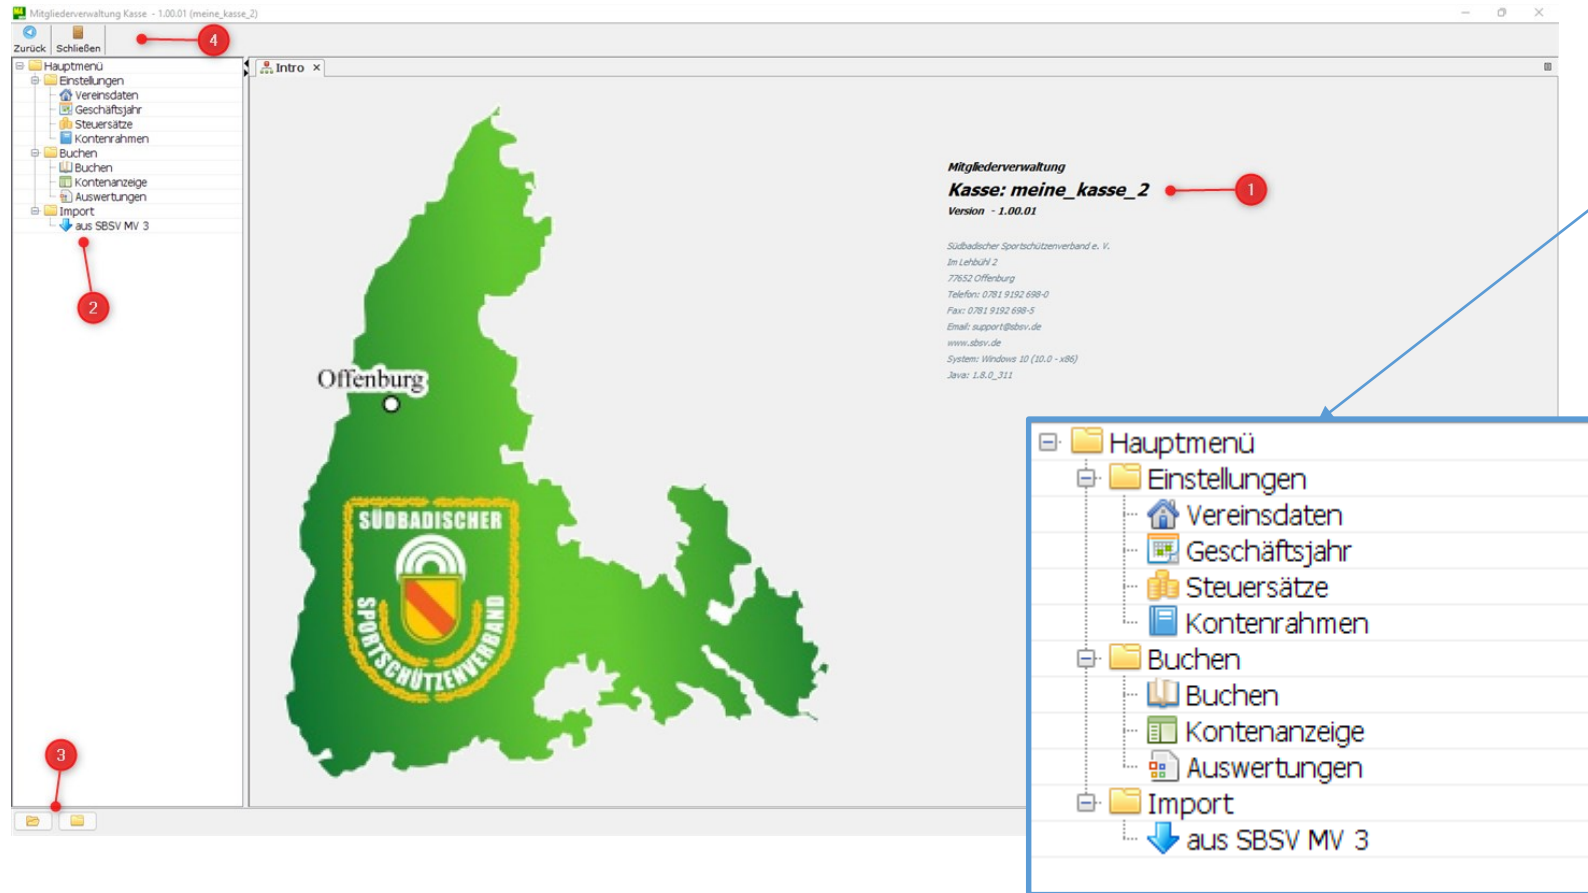 Mitgliederverwaltung Kasse - 1.00.01 (meine_kasse_2)
Zurück Schließen
4
Hauptmenü
Einstellungen
Vereinsdaten
Geschäftsjahr
Steuersätze
Kontenrahmen
Buchen
Buchen
Kontenanzeige
Auswertungen
Import
aus SBSV MV 3
2
3
Intro
Offenburg
SÜDBADISCHER
SPORTSCHÜTZENVERBAND
Mitgliederverwaltung
Kasse: meine_kasse_2
1
Version - 1.00.01
Südbadischer Sportschützenverband e. V.
Im Lehbühl 2
77652 Offenburg
Telefon: 0781 9192 698-0
Fax: 0781 9192 698-5
Email: support@sbsv.de
www.sbsv.de
System: Windows 10 (10.0 - x86)
Java: 1.8.0_311
Hauptmenü
Einstellungen
Vereinsdaten
Geschäftsjahr
Steuersätze
Kontenrahmen
Buchen
Buchen
Kontenanzeige
Auswertungen
Import
aus SBSV MV 3